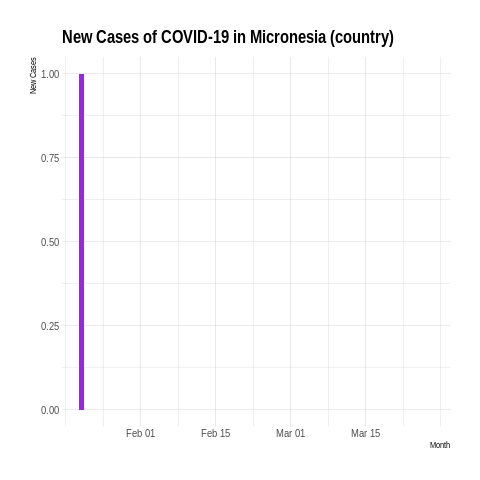 New Cases of COVID-19 in Micronesia (country)
New Cases
1.00
0.75
0.50
0.25
0.00
Feb 01 Feb 15 Mar 01 Mar 15
Month